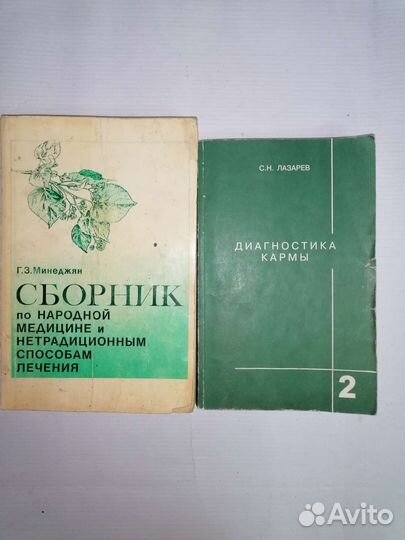 Г.З.Минеджян
СБОРНИК
по НАРОДНОЙ
МЕДИЦИНЕ и
НЕТРАДИЦИОННЫМ
СПОСОБАМ
ЛЕЧЕНИЯ
С.Н. ЛАЗАРЕВ
ДИАГНОСТИКА
КАРМЫ
2
Avito